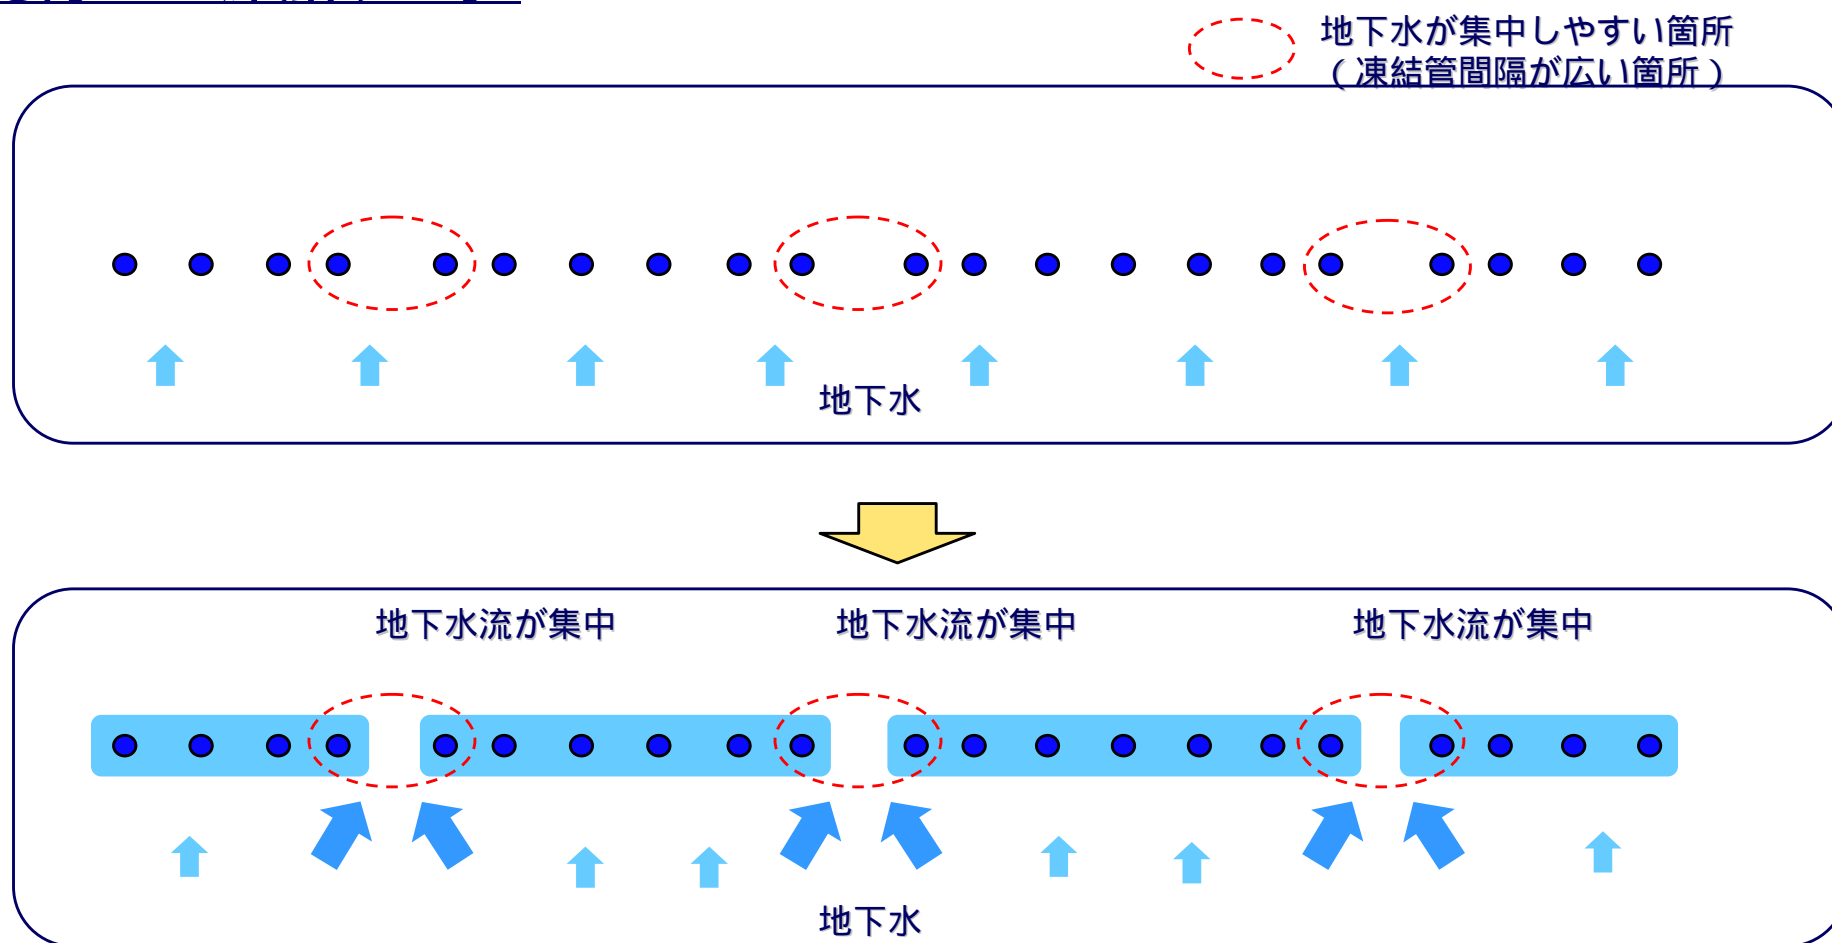 地下水が集中しやすい箇所
(凍結管間隔が広い箇所)
地下水
地下水流が集中
地下水流が集中
地下水流が集中
地下水